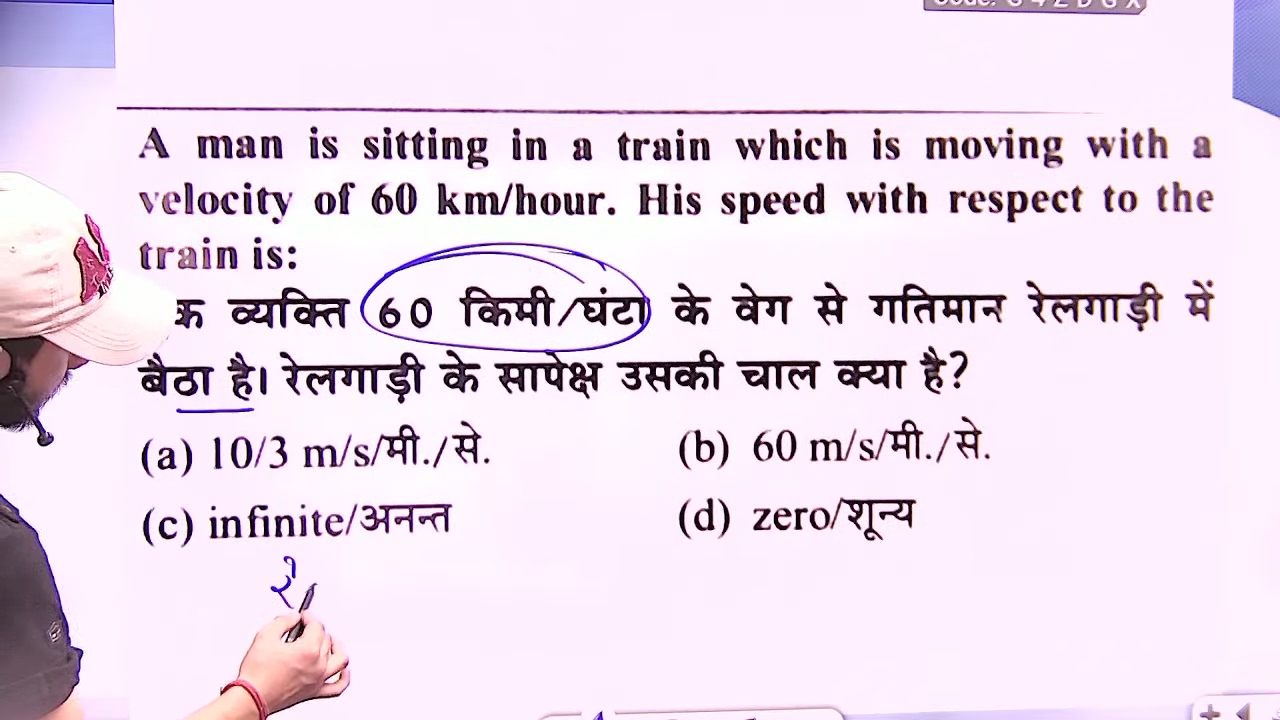 A man is sitting in a train which is moving with a
velocity of 60 km/hour. His speed with respect to the
train is:
व्यक्ति 60 किमी/घंटा के वेग से गतिमान रेलगाड़ी में
बैठा है। रेलगाड़ी के सापेक्ष उसकी चाल क्या है?
(a) 10/3 m/s/मी./से. (b) 60 m/s/मी./से.
(c) infinite/अनन्त (d) zero/शून्य